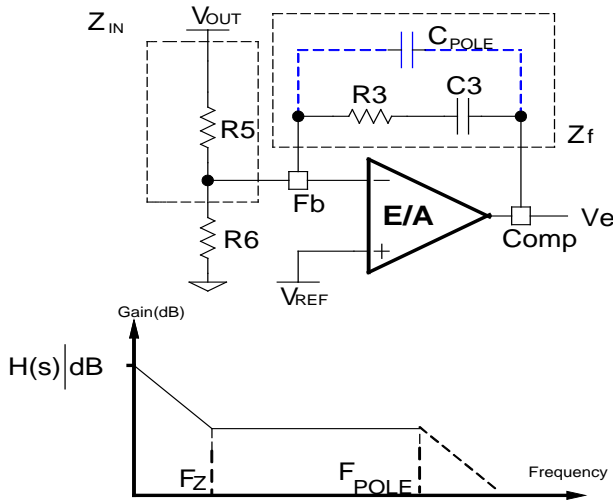 ZIN
VOUT
CPOLE
R3
C3
R5
Zf
Fb
E/A
Ve
R6
Comp
VREF
Gain(dB)
H(s)|dB
FZ
FPOLE
Frequency